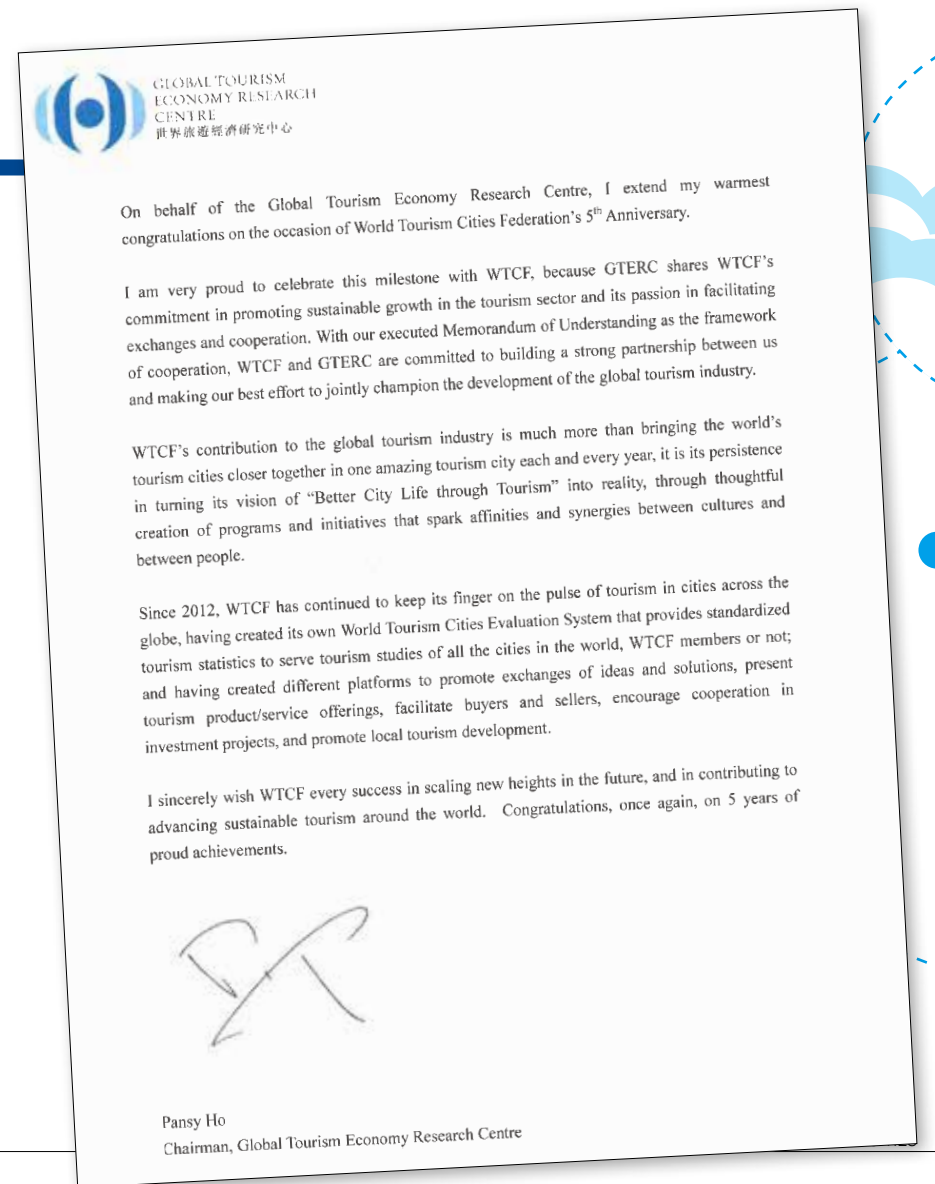 GLOBAL TOURISM
ECONOMY RESEARCH
CENTRE
世界旅遊經濟研究中心
On behalf of the Global Tourism Economy Research Centre, I extend my warmest
congratulations on the occasion of World Tourism Cities Federation's 5th Anniversary.
I am very proud to celebrate this milestone with WTCF, because GTERC shares WTCF's
commitment in promoting sustainable growth in the tourism sector and its passion in facilitating
exchanges and cooperation. With our executed Memorandum of Understanding as the framework
of cooperation, WTCF and GTERC are committed to building a strong partnership between us
and making our best effort to jointly champion the development of the global tourism industry.
WTCF's contribution to the global tourism industry is much more than bringing the world's
tourism cities closer together in one amazing tourism city each and every year, it is its persistence
in turning its vision of “Better City Life through Tourism” into reality, through thoughtful
creation of programs and initiatives that spark affinities and synergies between cultures and
between people.
Since 2012, WTCF has continued to keep its finger on the pulse of tourism in cities across the
globe, having created its own World Tourism Cities Evaluation System that provides standardized
tourism statistics to serve tourism studies of all the cities in the world, WTCF members or not;
and having created different platforms to promote exchanges of ideas and solutions, present
tourism product/service offerings, facilitate buyers and sellers, encourage cooperation in
investment projects, and promote local tourism development.
I sincerely wish WTCF every success in scaling new heights in the future, and in contributing to
advancing sustainable tourism around the world. Congratulations, once again, on 5 years of
proud achievements.
Pansy Ho
Chairman, Global Tourism Economy Research Centre